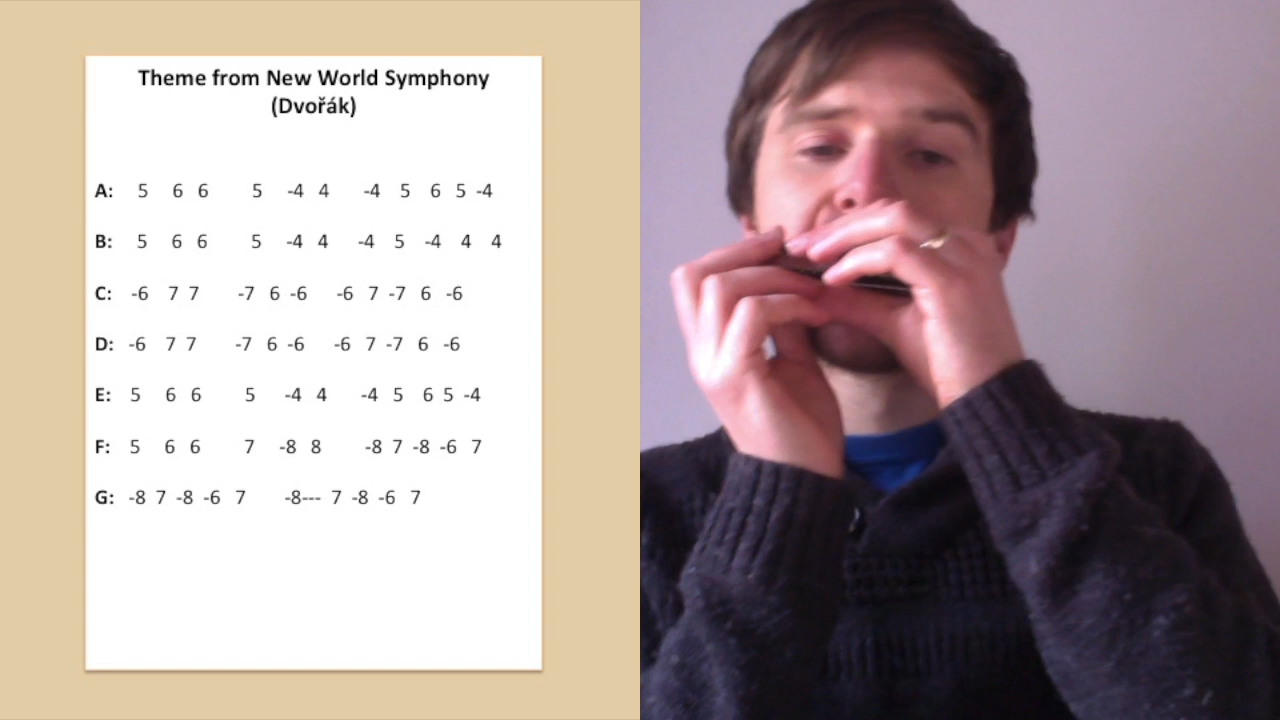 Theme from New World Symphony
(Dvořák)
A: 5 6 6 5 -4 4 -4 5 6 5 -4
B: 5 6 6 5 -4 4 -4 5 -4 4 4
C: -6 7 7 -7 6 -6 -6 7 -7 6 -6
D: -6 7 7 -7 6 -6 -6 7 -7 6 -6
E: 5 6 6 5 -4 4 -4 5 6 5 -4
F: 5 6 6 7 -8 8 -8 7 -8 -6 7
G: -8 7 -8 -6 7 -8--- 7 -8 -6 7